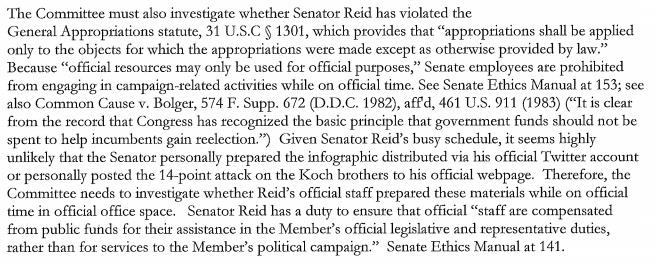 The Committee must also investigate whether Senator Reid has violated the
General Appropriations statute, 31 U.S.C § 1301, which provides that “appropriations shall be applied
only to the objects for which the appropriations were made except as otherwise provided by law.”
Because “official resources may only be used for official purposes,” Senate employees are prohibited
from engaging in campaign-related activities while on official time. See Senate Ethics Manual at 153; see
also Common Cause v. Bolger, 574 F. Supp. 672 (D.D.C. 1982), aff'd, 461 U.S. 911 (1983) (“It is clear
from the record that Congress has recognized the basic principle that government funds should not be
spent to help incumbents gain reelection.”)  Given Senator Reid’s busy schedule, it seems highly
unlikely that the Senator personally prepared the infographic distributed via his official Twitter account
or personally posted the 14-point attack on the Koch brothers to his official webpage.  Therefore, the
Committee needs to investigate whether Reid’s official staff prepared these materials while on official
time in official office space.   Senator Reid has a duty to ensure that official “staff are compensated
from public funds for their assistance in the Member’s official legislative and representative duties,
rather than for services to the Member’s political campaign.”  Senate Ethics Manual at 141.